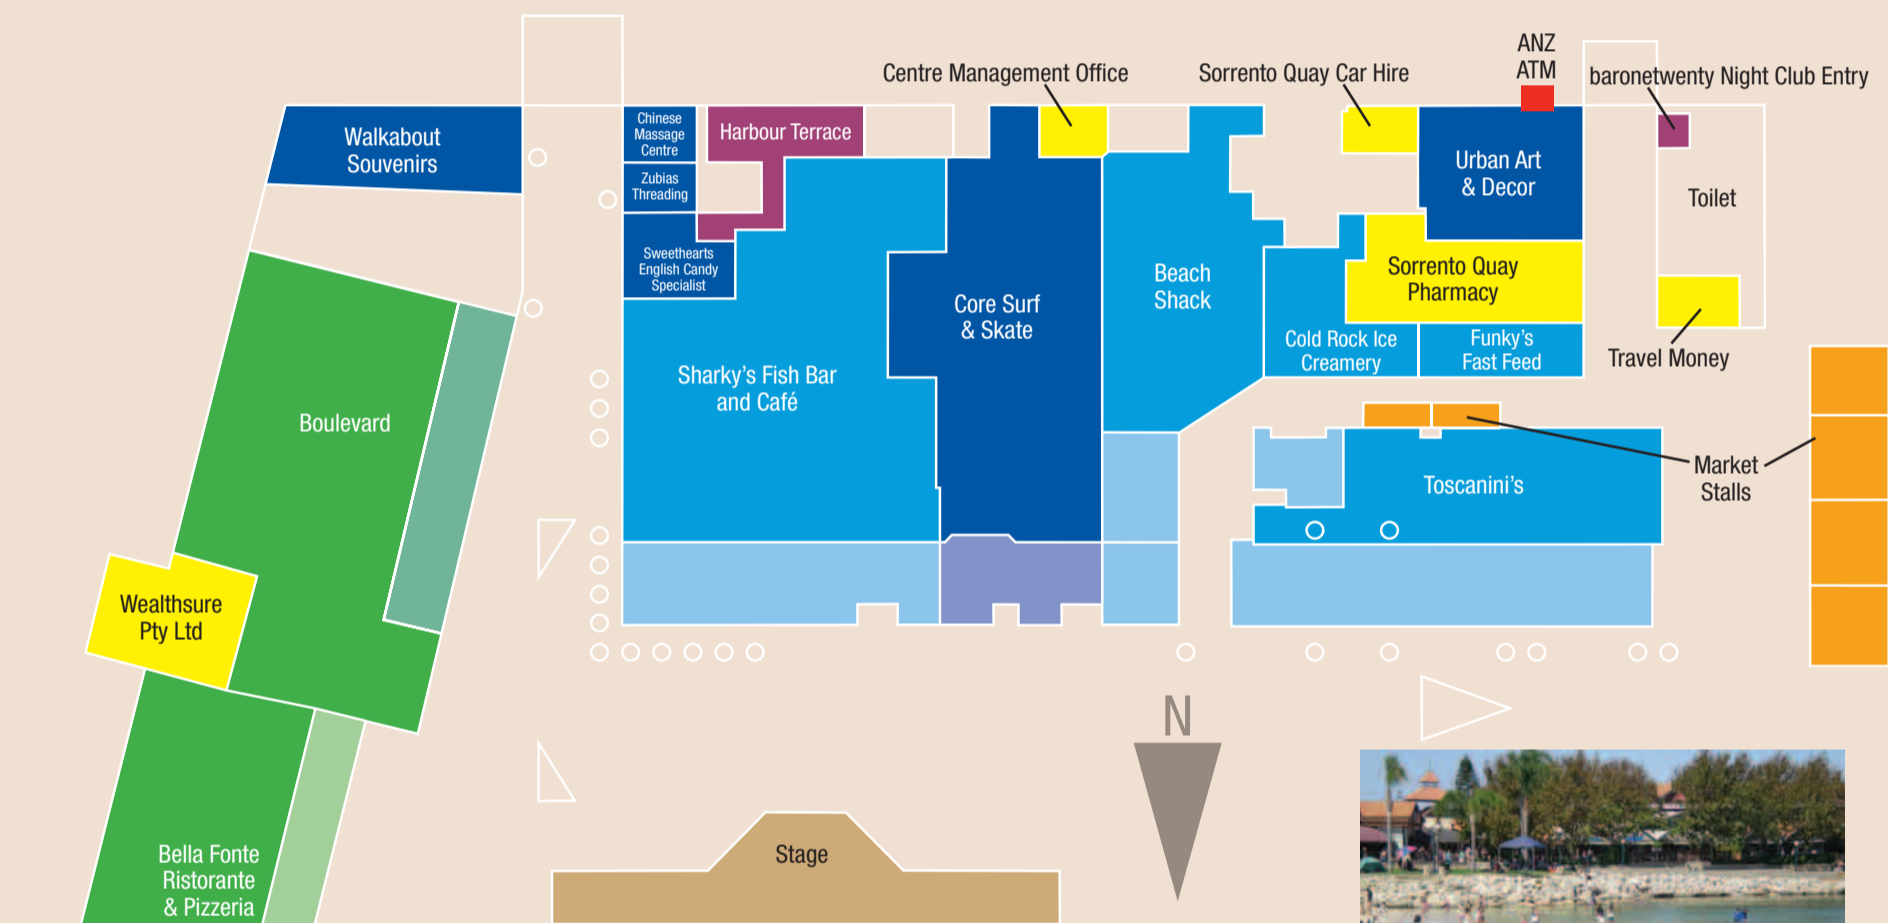 ANZ
ATM
Centre Management Office
Sorrento Quay Car Hire
baronetwenty Night Club Entry
Walkabout
Souvenirs
Chinese
Massage
Centre
Harbour Terrace
Zubias
Threading
Urban Art
& Decor
Toilet
Sweethearts
English Candy
Specialist
Core Surf
& Skate
Beach
Shack
Sorrento Quay
Pharmacy
Cold Rock Ice
Creamery
Funky's
Fast Feed
Travel Money
Sharky's Fish Bar
and Café
Boulevard
Toscanini's
Market
Stalls
Wealthsure
Pty Ltd
N
Stage
Bella Fonte
Ristorante
& Pizzeria